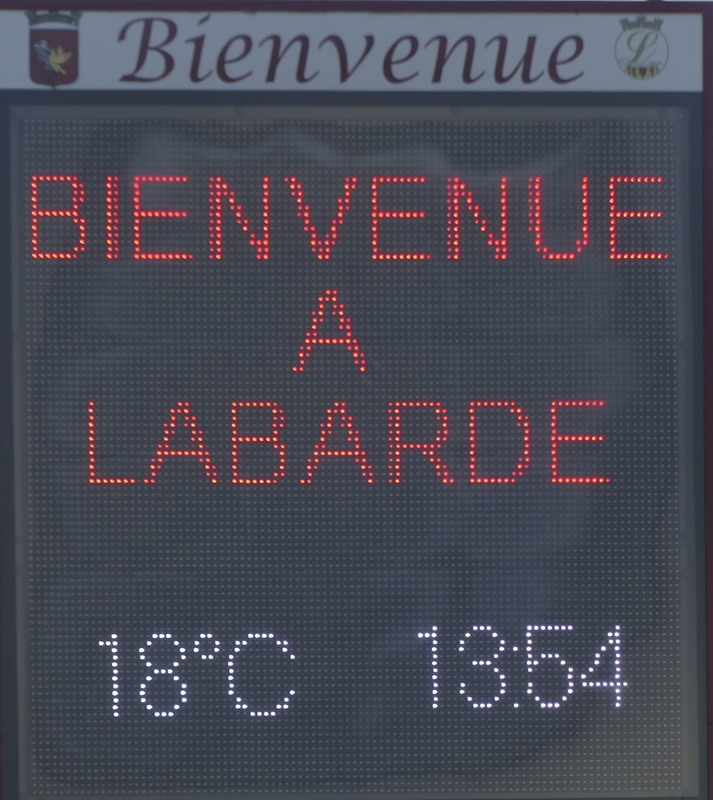 Bienvenue
L
BIENVENUE
A
LABARDE
18°C 13:54